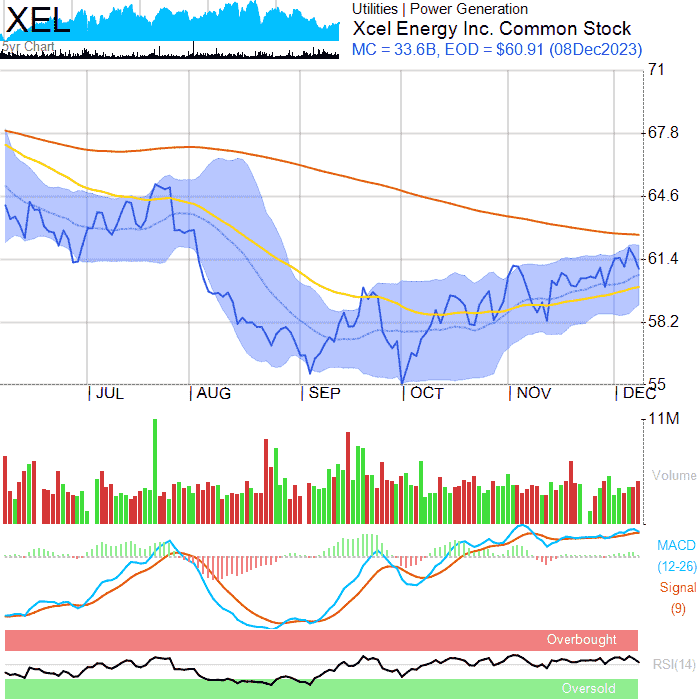 XEL
5yr Chart
Utilities | Power Generation
Xcel Energy Inc. Common Stock
MC = 33.6B, EOD = $60.91 (08Dec2023)
71
67.8
64.6
61.4
58.2
55
JUL
AUG
SEP
OCT
NOV
DEC
11M
Volume
MACD
(12-26)
Signal
(9)
Overbought
RSI(14)
Oversold